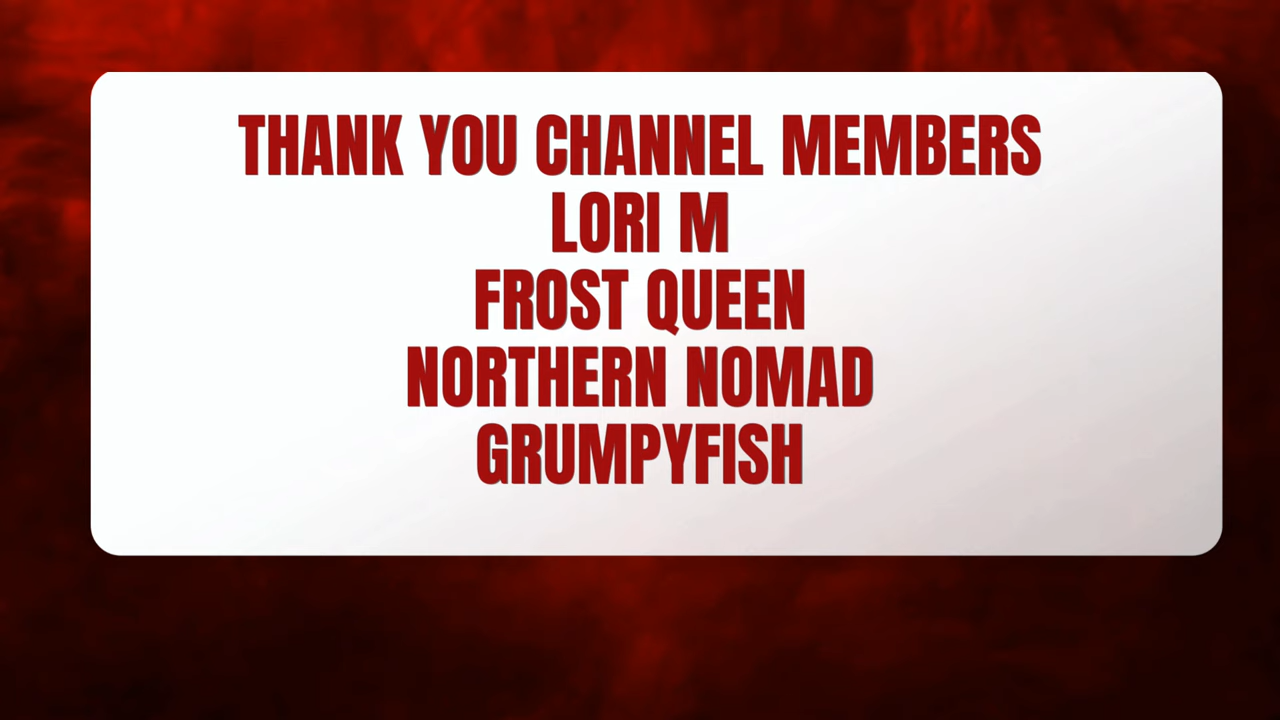 THANK YOU CHANNEL MEMBERS
LORI M
FROST QUEEN
NORTHERN NOMAD
GRUMPYFISH